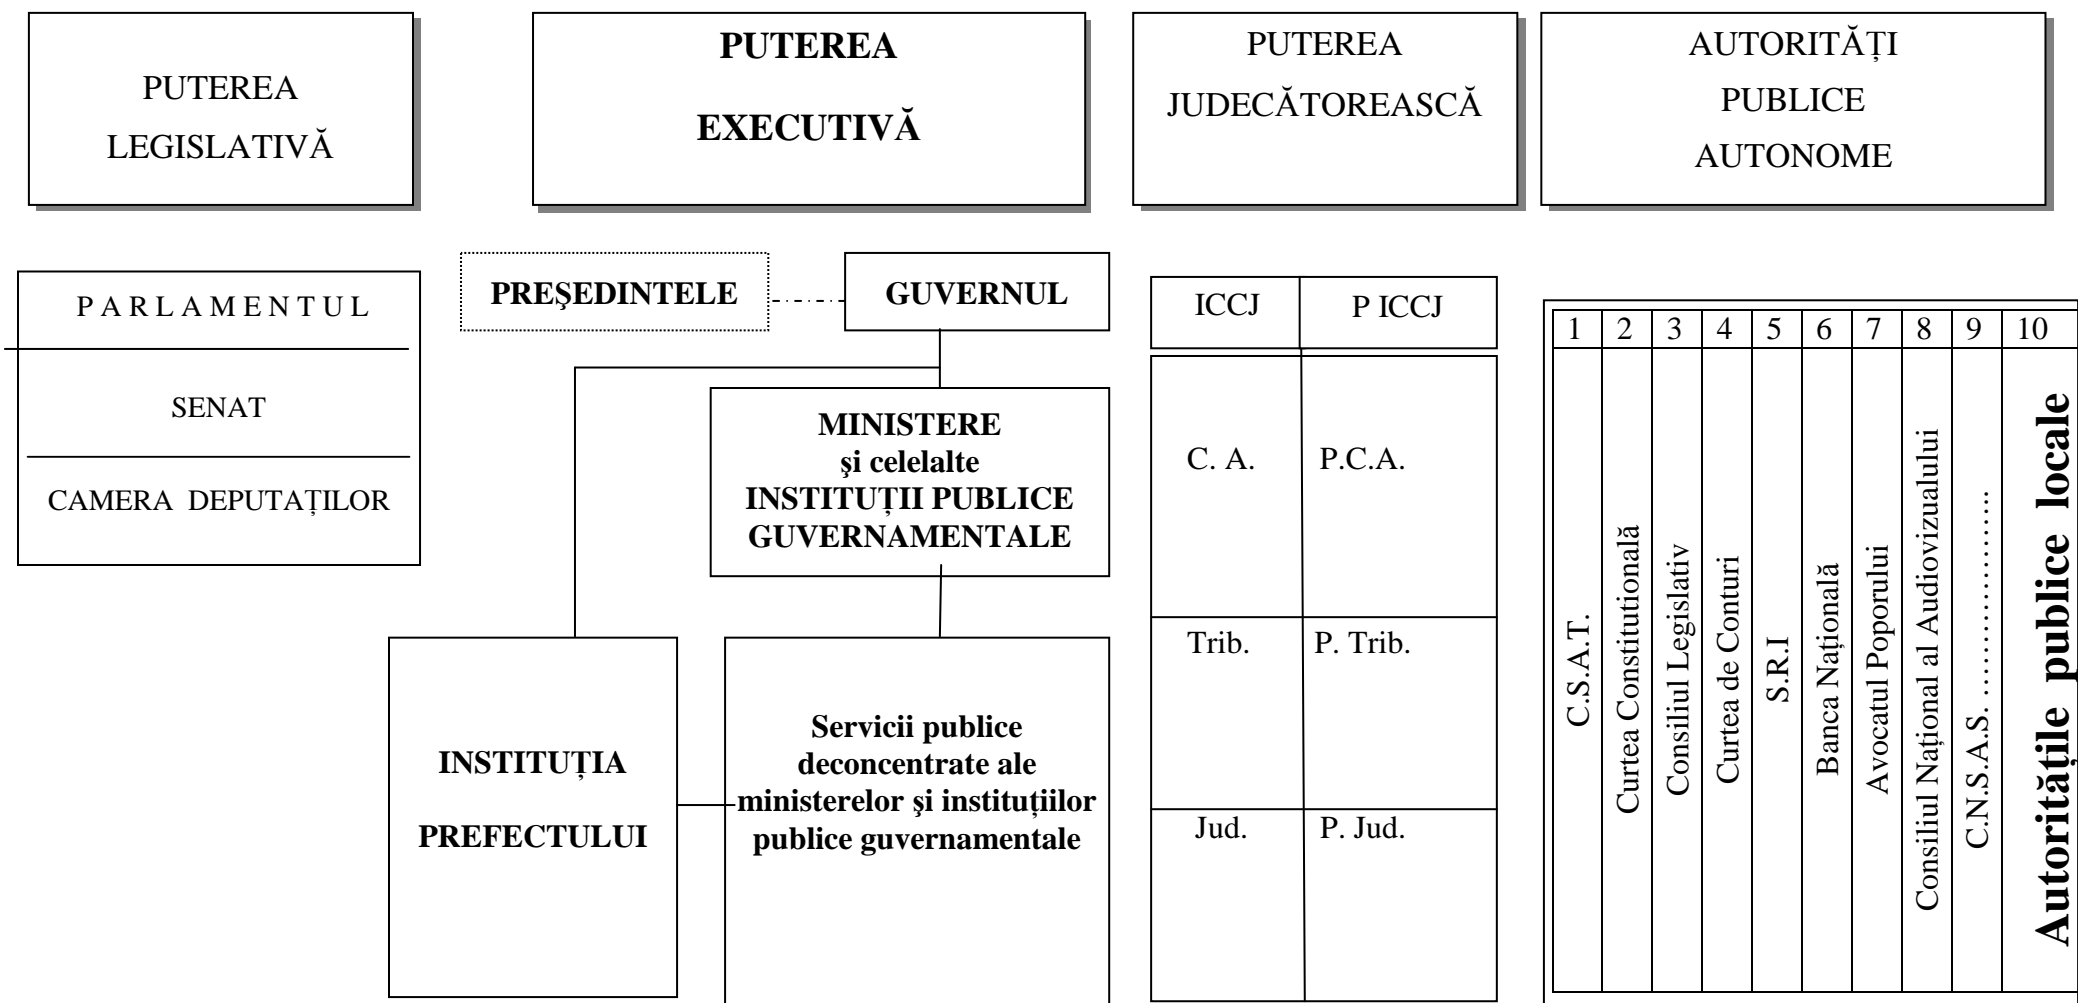 PUTEREA
LEGISLATIVĂ
PUTEREA
EXECUTIVĂ
PUTEREA
JUDECĂTOREASCĂ
AUTORITĂȚI
PUBLICE
AUTONOME
P A R L A M E N T U L
SENAT
CAMERA DEPUTAȚILOR
PREŞEDINTELE
GUVERNUL
MINISTERE
şi celelalte
INSTITUȚII PUBLICE
GUVERNAMENTALE
INSTITUȚIA
PREFECTULUI
Servicii publice
deconcentrate ale
ministerelor şi instituțiilor
publice guvernamentale
ICCJ
P ICCJ
C. A.
P.C.A.
Trib.
P. Trib.
Jud.
P. Jud.
1
2
3
4
5
6
7
8
9
10
C.S.A.T.
Curtea Constitutională
Consiliul Legislativ
Curtea de Conturi
S.R.I
Banca Națională
Avocatul Poporului
Consiliul Național al Audiovizualului
C.N.S.A.S. …………………..
Autoritățile publice locale